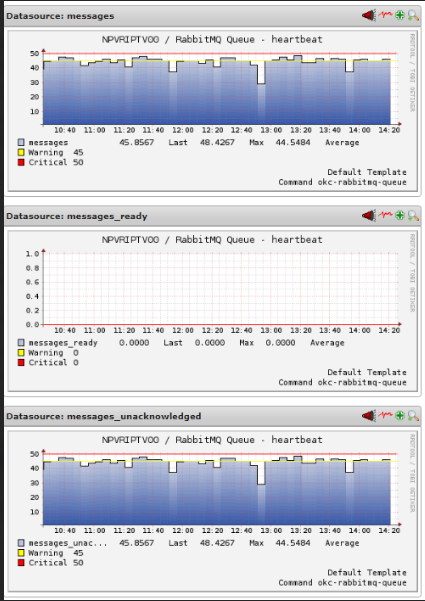 Datasource: messages
NPVRIPTV00 / RabbitMQ Queue - heartbeat
RRDTOOL / TOBI OETIKER
50
40
30
20
10
10:40 11:00 11:20 11:40 12:00 12:20 12:40 13:00 13:20 13:40 14:00 14:20
messages 45.8567 Last 48.4267 Max 44.5484 Average
Warning 45
Critical 50
Default Template
Command okc-rabbitmq-queue
Datasource: messages_ready
NPVRIPTV00 / RabbitMQ Queue - heartbeat
RRDTOOL / TOBI OETIKER
1.0
0.8
0.6
0.4
0.2
0.0
10:40 11:00 11:20 11:40 12:00 12:20 12:40 13:00 13:20 13:40 14:00 14:20
messages_ready 0.0000 Last 0.0000 Max 0.0000 Average
Warning 0
Critical 0
Default Template
Command okc-rabbitmq-queue
Datasource: messages_unacknowledged
NPVRIPTV00 / RabbitMQ Queue - heartbeat
RRDTOOL / TOBI OETIKER
50
40
30
20
10
10:40 11:00 11:20 11:40 12:00 12:20 12:40 13:00 13:20 13:40 14:00 14:20
messages_unac... 45.8567 Last 48.4267 Max 44.5484 Average
Warning 45
Critical 50
Default Template
Command okc-rabbitmq-queue